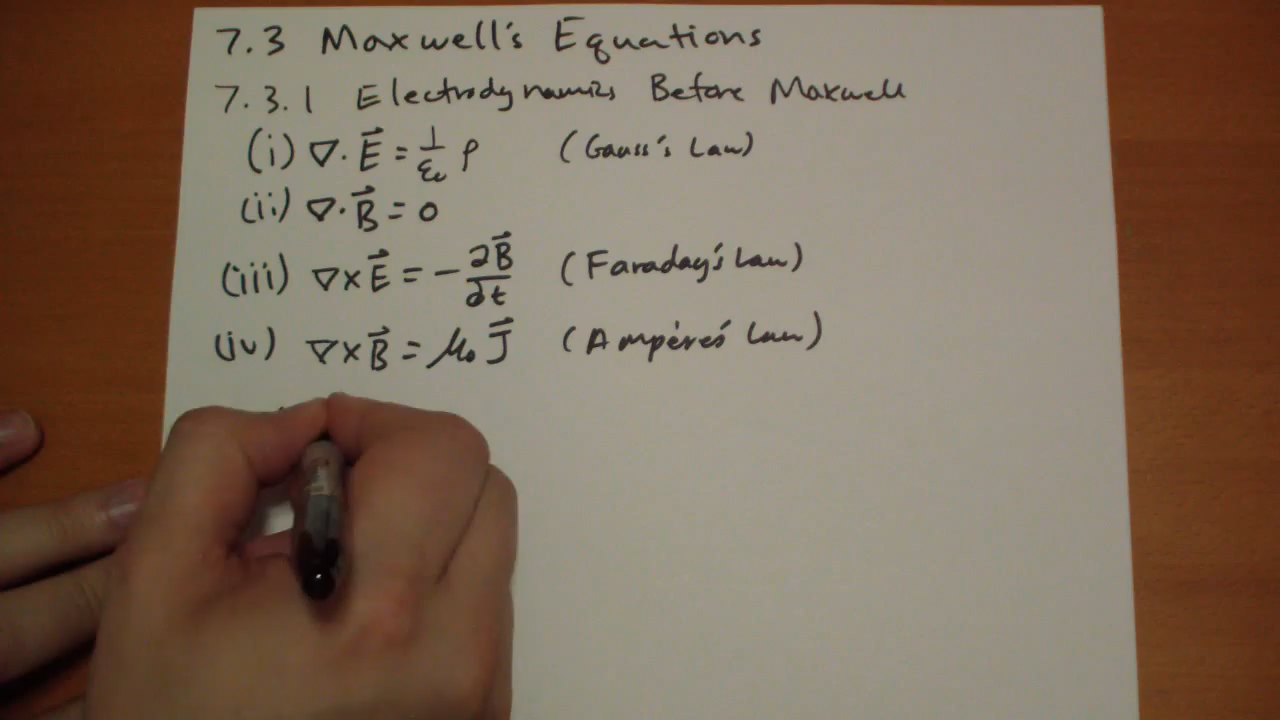 7.3 Maxwell's Equations
7.3.1 Electrodynamics Before Maxwell
(i) ∇· E⃗ = 1/ε₀ ρ (Gauss's Law)
(ii) ∇· B⃗ = 0
(iii) ∇×E⃗ = - ∂B⃗/∂t (Faraday's Law)
(iv) ∇×B⃗ = μ₀ J⃗ (Ampère's Law)